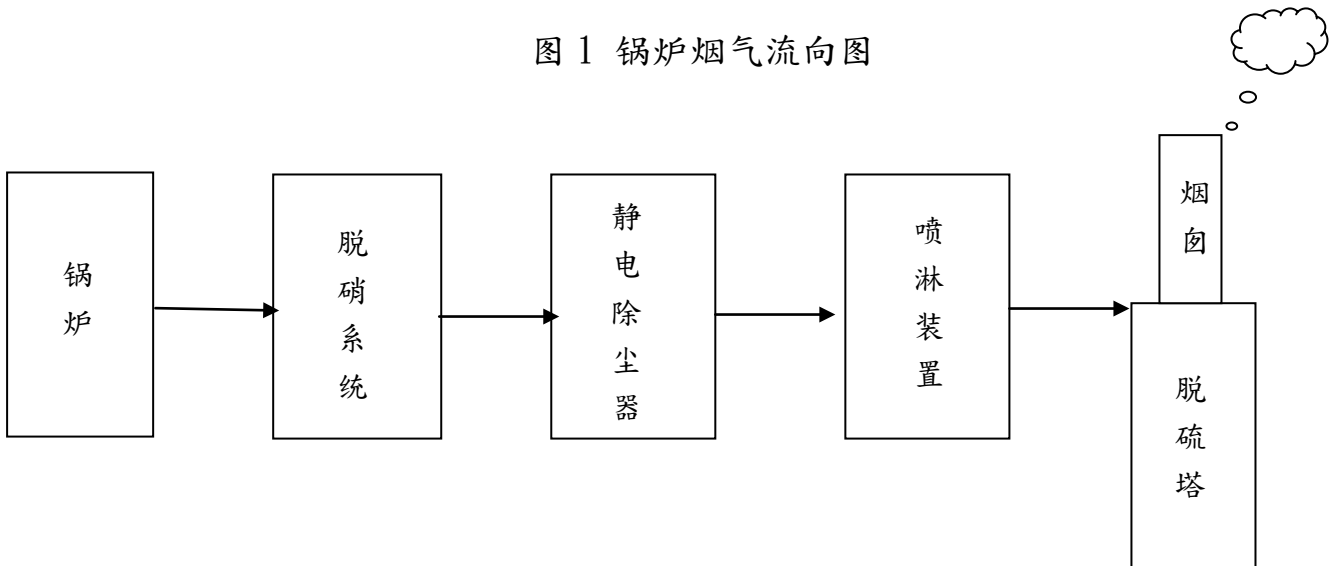 图 1 锅炉烟气流向图
锅炉
脱硝系统
静电除尘器
喷淋装置
烟囱
脱硫塔